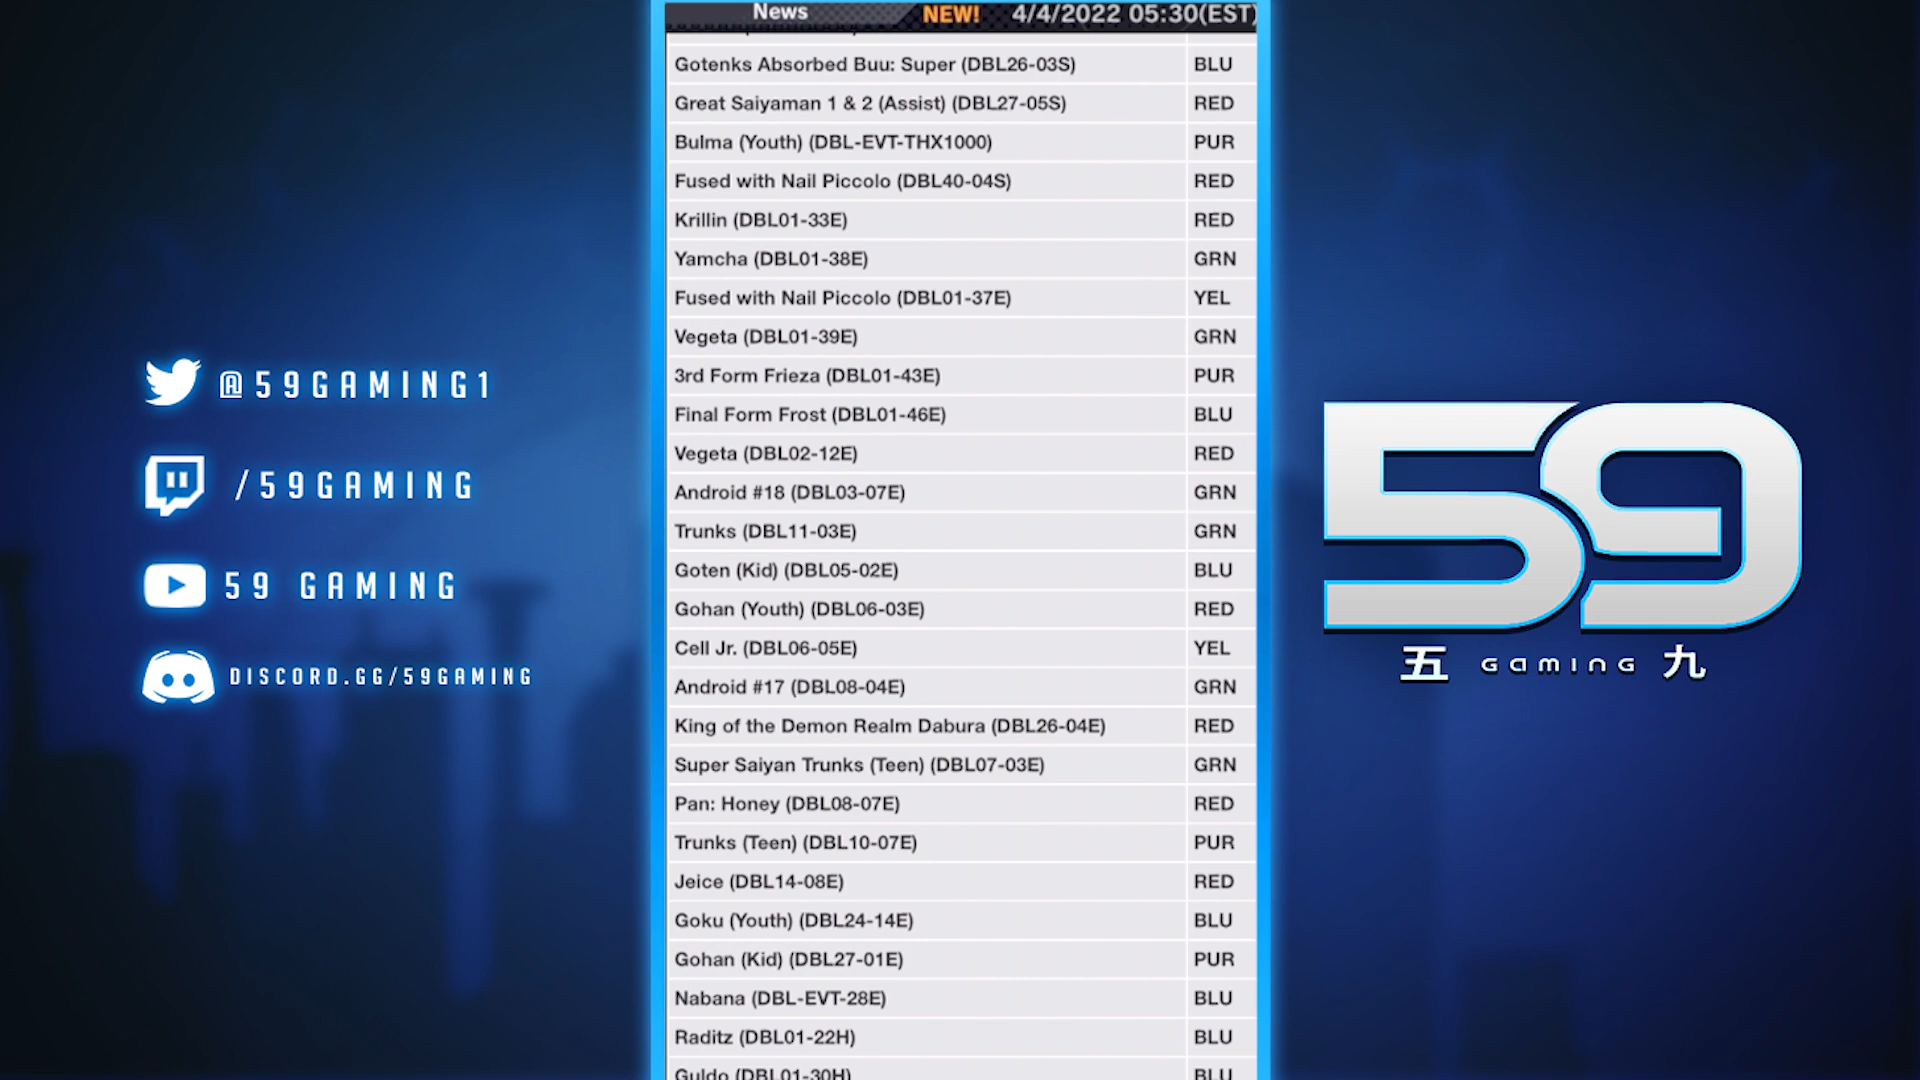 News NEW! 4/4/2022 05:30(EST)
Gotenks Absorbed Buu: Super (DBL26-03S) BLU
Great Saiyaman 1 & 2 (Assist) (DBL27-05S) RED
Bulma (Youth) (DBL-EVT-THX1000) PUR
Fused with Nail Piccolo (DBL40-04S) RED
Krillin (DBL01-33E) RED
Yamcha (DBL01-38E) GRN
Fused with Nail Piccolo (DBL01-37E) YEL
Vegeta (DBL01-39E) GRN
3rd Form Frieza (DBL01-43E) PUR
Final Form Frost (DBL01-46E) BLU
Vegeta (DBL02-12E) RED
Android #18 (DBL03-07E) GRN
Trunks (DBL11-03E) GRN
Goten (Kid) (DBL05-02E) BLU
Gohan (Youth) (DBL06-03E) RED
Cell Jr. (DBL06-05E) YEL
Android #17 (DBL08-04E) GRN
King of the Demon Realm Dabura (DBL26-04E) RED
Super Saiyan Trunks (Teen) (DBL07-03E) GRN
Pan: Honey (DBL08-07E) RED
Trunks (Teen) (DBL10-07E) PUR
Jeice (DBL14-08E) RED
Goku (Youth) (DBL24-14E) BLU
Gohan (Kid) (DBL27-01E) PUR
Nabana (DBL-EVT-28E) BLU
Raditz (DBL01-22H) BLU
Guldo (DBL01-30H) BLU
@59GAMING1
/59GAMING
59 GAMING
DISCORD.GG/59GAMING
59
五 GAMING 九